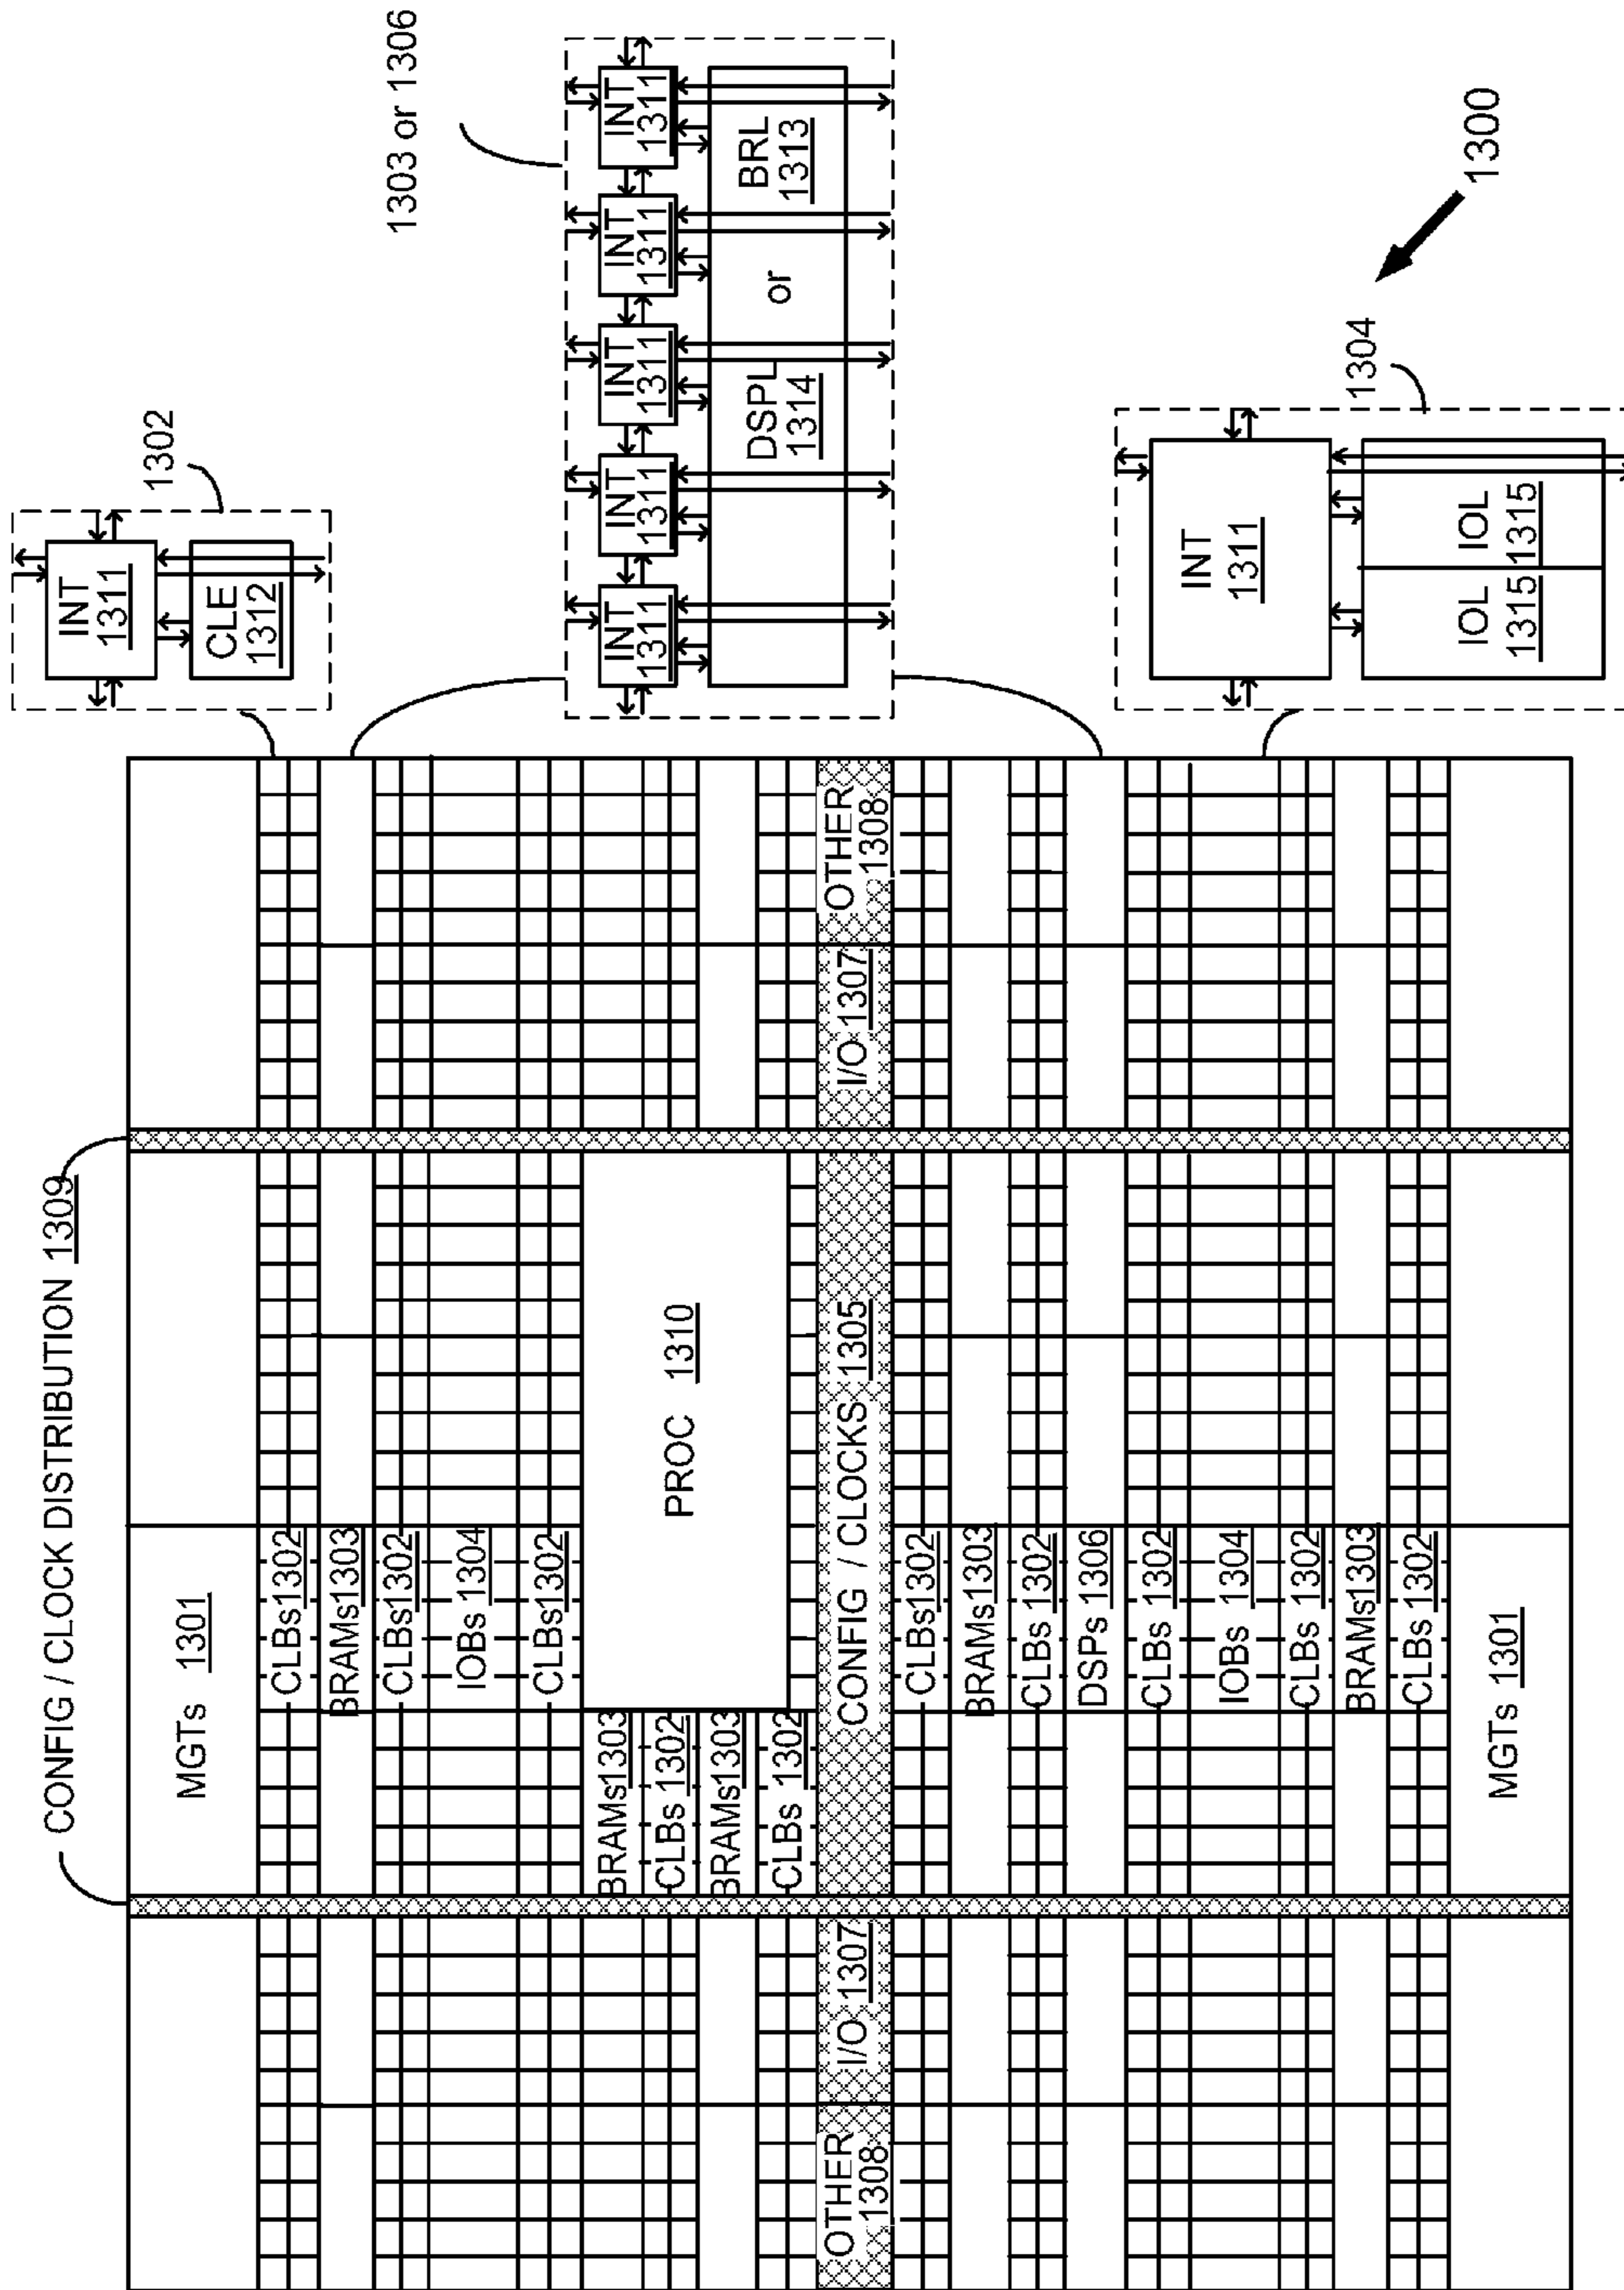 CONFIG / CLOCK DISTRIBUTION 1309
MGTs 1301
CLBs 1302
BRAMs 1303
CLBs 1302
IOBs 1304
CLBs 1302
BRAMs 1303
CLBs 1302
BRAMs 1303
CLBs 1302
PROC 1310
OTHER
1308
I/O 1307
CONFIG / CLOCKS 1305
I/O 1307
OTHER
1308
CLBs 1302
BRAMs 1303
CLBs 1302
DSPs 1306
CLBs 1302
IOBs 1304
CLBs 1302
BRAMs 1303
CLBs 1302
MGTs 1301
1302
INT
1311
CLE
1312
1303 or 1306
INT
1311
INT
1311
INT
1311
INT
1311
INT
1311
DSPL
1314
or
BRL
1313
1304
INT
1311
IOL
1315
IOL
1315
1300